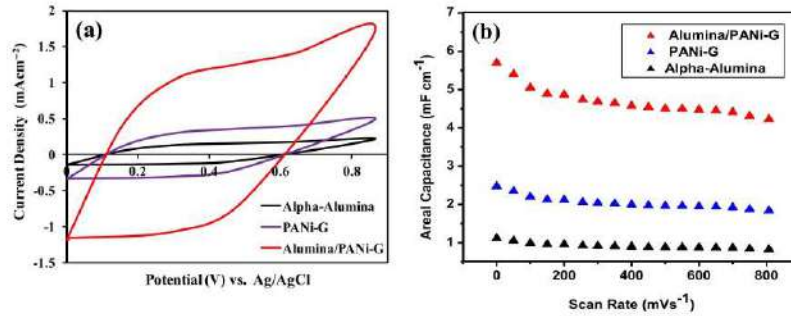 (a)
2
1.5
1
0.5
0
-0.5
-1
-1.5
0
0.2
0.4
0.6
0.8
Current Density (mAcm⁻²)
Alpha-Alumina
PANi-G
Alumina/PANi-G
Potential (V) vs. Ag/AgCl
(b)
7
6
5
4
3
2
1
Areal Capacitance (mF cm⁻¹)
Alumina/PANi-G
PANi-G
Alpha-Alumina
0
200
400
600
800
Scan Rate (mVs⁻¹)